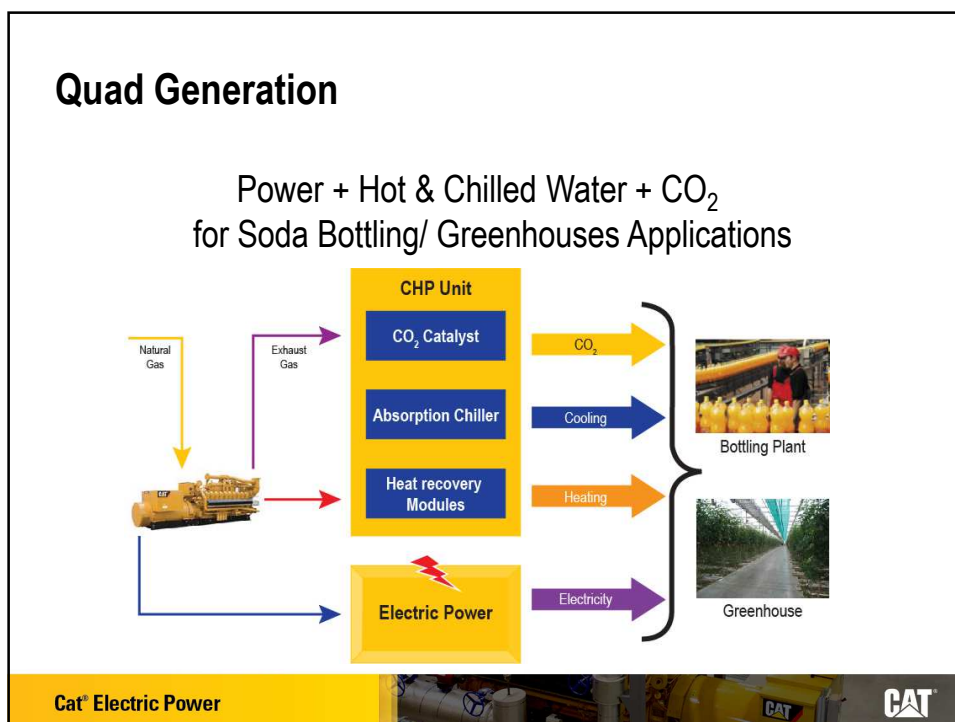 Quad Generation
Power + Hot & Chilled Water + CO₂
for Soda Bottling/ Greenhouses Applications
Natural
Gas
Exhaust
Gas
CHP Unit
CO₂ Catalyst
Absorption Chiller
Heat recovery
Modules
Electric Power
CO₂
Cooling
Heating
Electricity
Bottling Plant
Greenhouse
CAT
Cat® Electric Power
CAT
CAT®